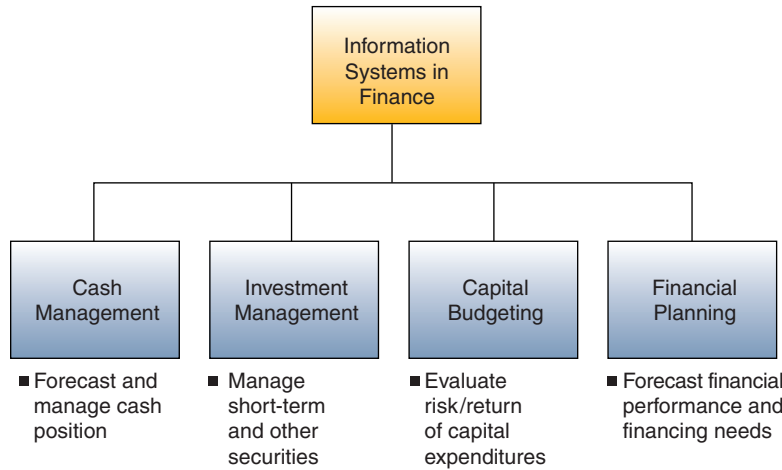 Information
Systems in
Finance
Cash
Management
Investment
Management
Capital
Budgeting
Financial
Planning
■ Forecast and
manage cash
position
■ Manage
short-term
and other
securities
■ Evaluate
risk/return
of capital
expenditures
■ Forecast financial
performance and
financing needs